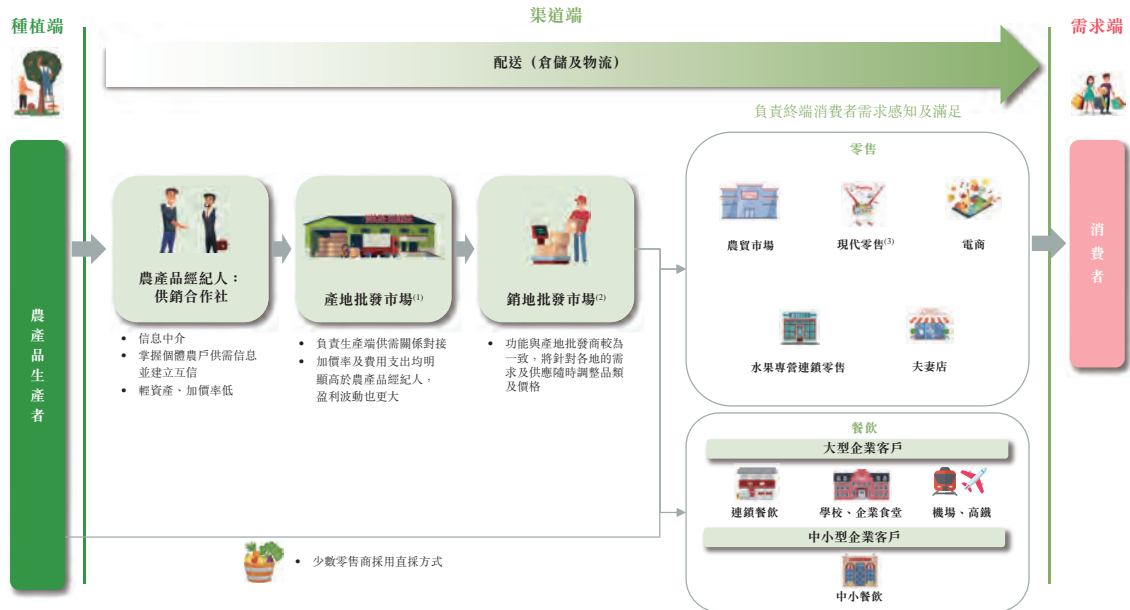 種植端
渠道端
需求端
配送（倉儲及物流）
負責終端消費者需求感知及滿足
農產品生產者
農產品經紀人：
供銷合作社
• 信息中介
• 掌握個體農戶供需信息
並建立互信
• 輕資產、加價率低
產地批發市場(1)
• 負責生產端供需關係對接
• 加價率及費用支出均明
顯高於農產品經紀人，
盈利波動也更大
銷地批發市場(2)
• 功能與產地批發商較為
一致，將針對各地的需
求及供應隨時調整品類
及價格
零售
農貿市場
現代零售(3)
電商
水果專營連鎖零售
夫妻店
餐飲
大型企業客戶
連鎖餐飲
學校、企業食堂
機場、高鐵
中小型企業客戶
中小餐飲
• 少數零售商採用直採方式
消費者